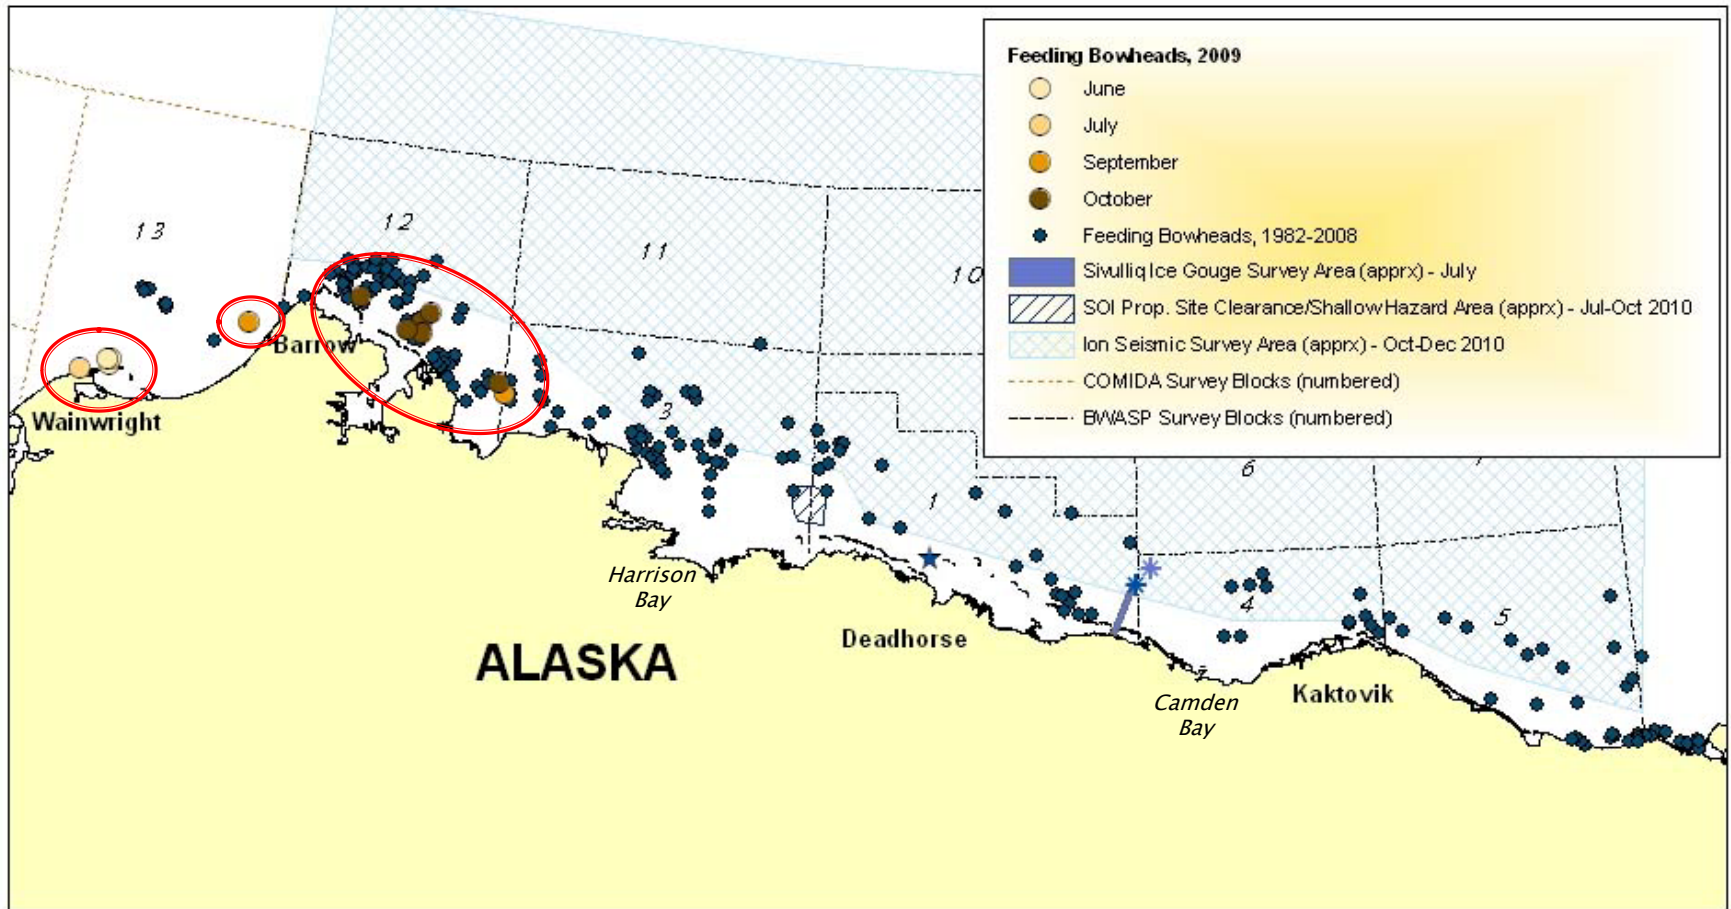 Feeding Bowheads, 2009
June
July
September
October
Feeding Bowheads, 1982-2008
Sivulliq Ice Gouge Survey Area (apprx) - July
SOI Prop. Site Clearance/Shallow Hazard Area (apprx) - Jul-Oct 2010
Ion Seismic Survey Area (apprx) - Oct-Dec 2010
COMIDA Survey Blocks (numbered)
BWASP Survey Blocks (numbered)
13
12
11
10
Barrow
Wainwright
3
6
1
Harrison
Bay
4
5
Deadhorse
ALASKA
Camden
Bay
Kaktovik